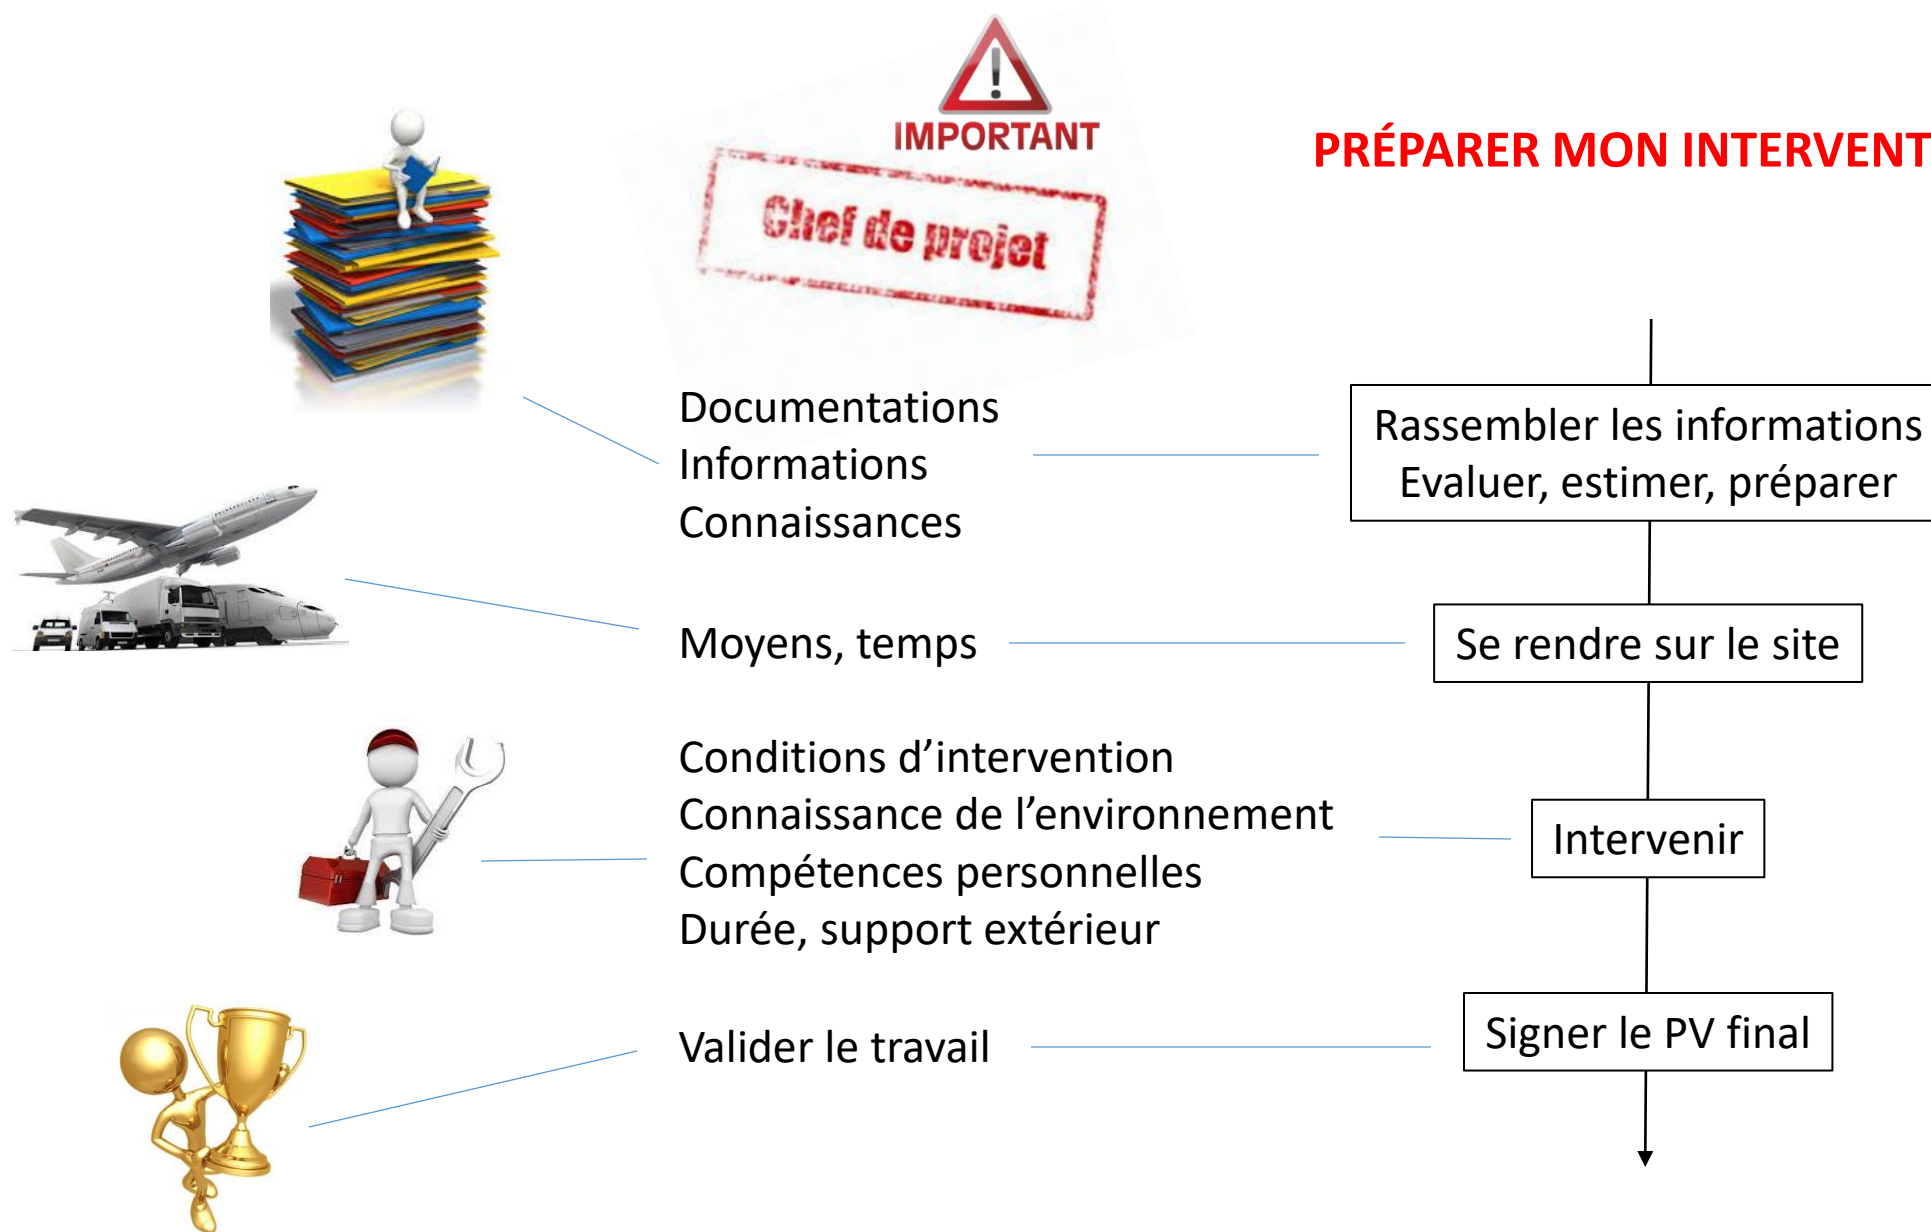 IMPORTANT
Chef de projet
PRÉPARER MON INTERVENT
Documentations
Informations
Connaissances
Rassembler les informations
Evaluer, estimer, préparer
Moyens, temps
Se rendre sur le site
Conditions d’intervention
Connaissance de l’environnement
Compétences personnelles
Durée, support extérieur
Intervenir
Valider le travail
Signer le PV final